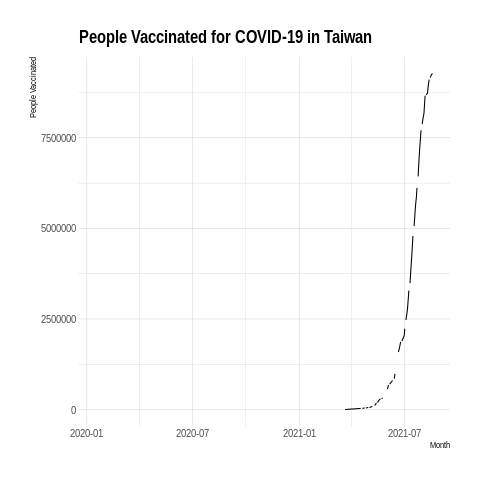 People Vaccinated for COVID-19 in Taiwan
People Vaccinated
7500000
5000000
2500000
0
2020-01 2020-07 2021-01 2021-07
Month